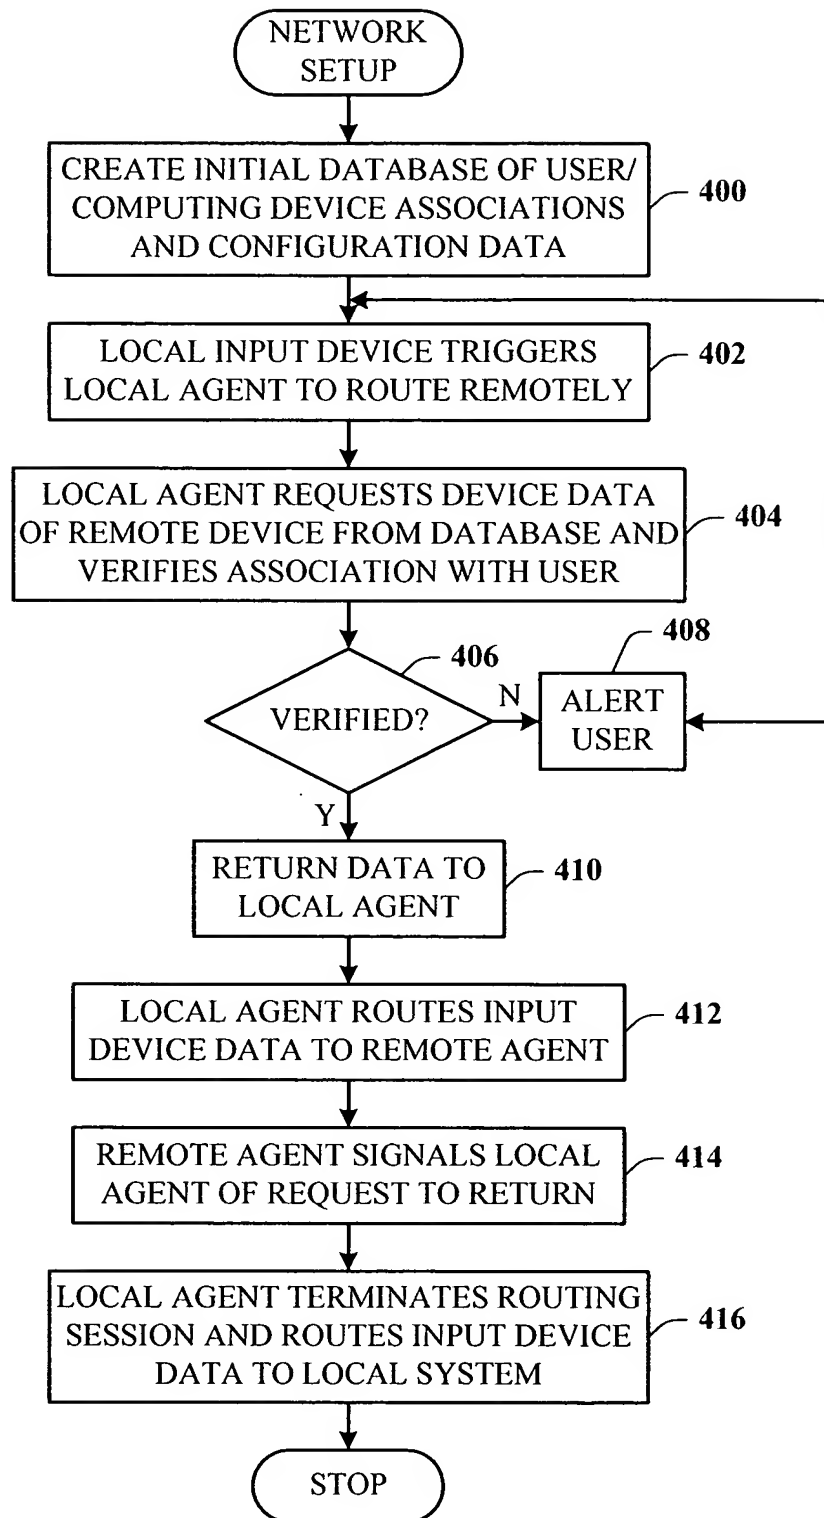 NETWORK
SETUP
CREATE INITIAL DATABASE OF USER/
COMPUTING DEVICE ASSOCIATIONS
AND CONFIGURATION DATA
400
LOCAL INPUT DEVICE TRIGGERS
LOCAL AGENT TO ROUTE REMOTELY
402
LOCAL AGENT REQUESTS DEVICE DATA
OF REMOTE DEVICE FROM DATABASE AND
VERIFIES ASSOCIATION WITH USER
404
VERIFIED?
406
N
ALERT
USER
408
Y
RETURN DATA TO
LOCAL AGENT
410
LOCAL AGENT ROUTES INPUT
DEVICE DATA TO REMOTE AGENT
412
REMOTE AGENT SIGNALS LOCAL
AGENT OF REQUEST TO RETURN
414
LOCAL AGENT TERMINATES ROUTING
SESSION AND ROUTES INPUT DEVICE
DATA TO LOCAL SYSTEM
416
STOP